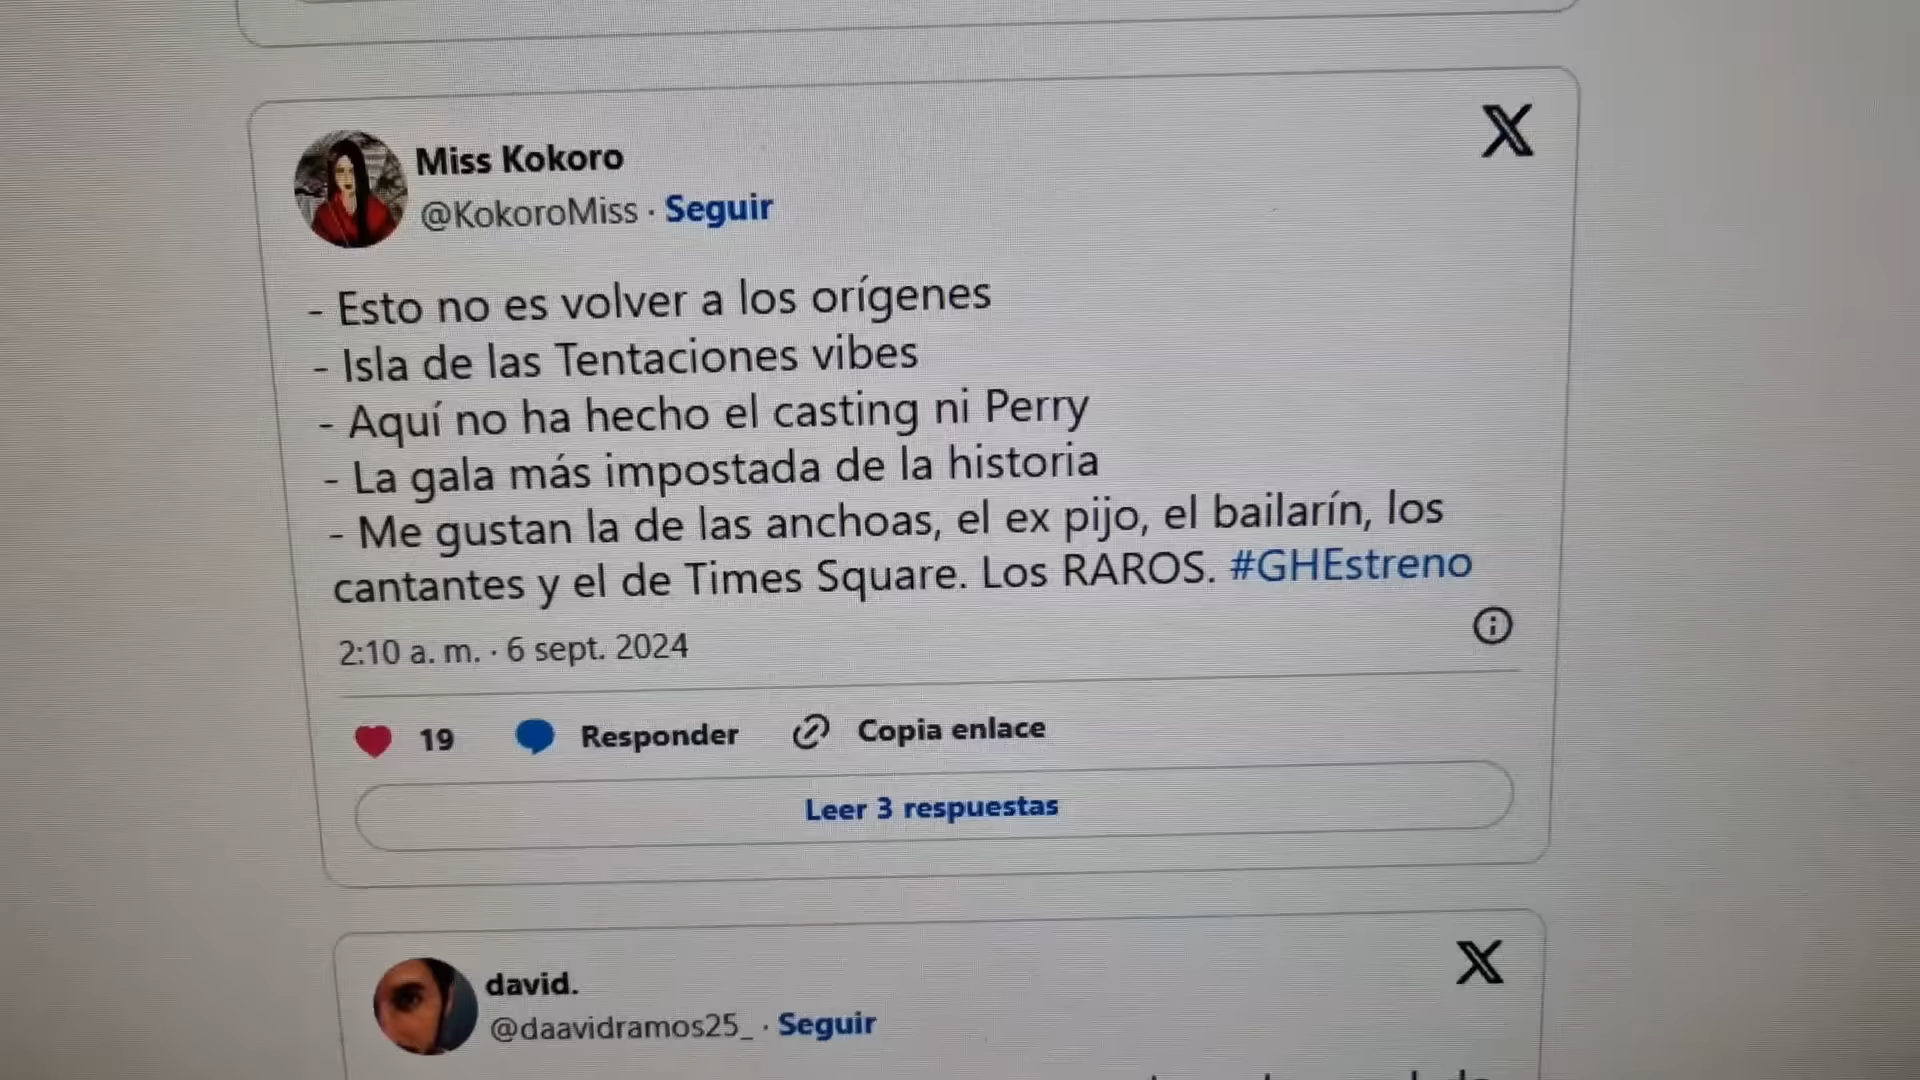 Miss Kokoro
@KokoroMiss · Seguir
- Esto no es volver a los orígenes
- Isla de las Tentaciones vibes
- Aquí no ha hecho el casting ni Perry
- La gala más impostada de la historia
- Me gustan la de las anchoas, el ex pijo, el bailarín, los
cantantes y el de Times Square. Los RAROS. #GHEstreno
2:10 a. m. · 6 sept. 2024
19 Responder Copia enlace
Leer 3 respuestas
david.
@daavidramos25_ · Seguir